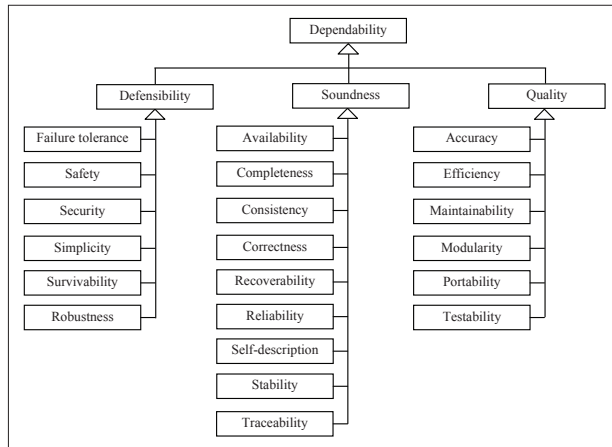 Dependability
Defensibility
Soundness
Quality
Failure tolerance
Safety
Security
Simplicity
Survivability
Robustness
Availability
Completeness
Consistency
Correctness
Recoverability
Reliability
Self-description
Stability
Traceability
Accuracy
Efficiency
Maintainability
Modularity
Portability
Testability